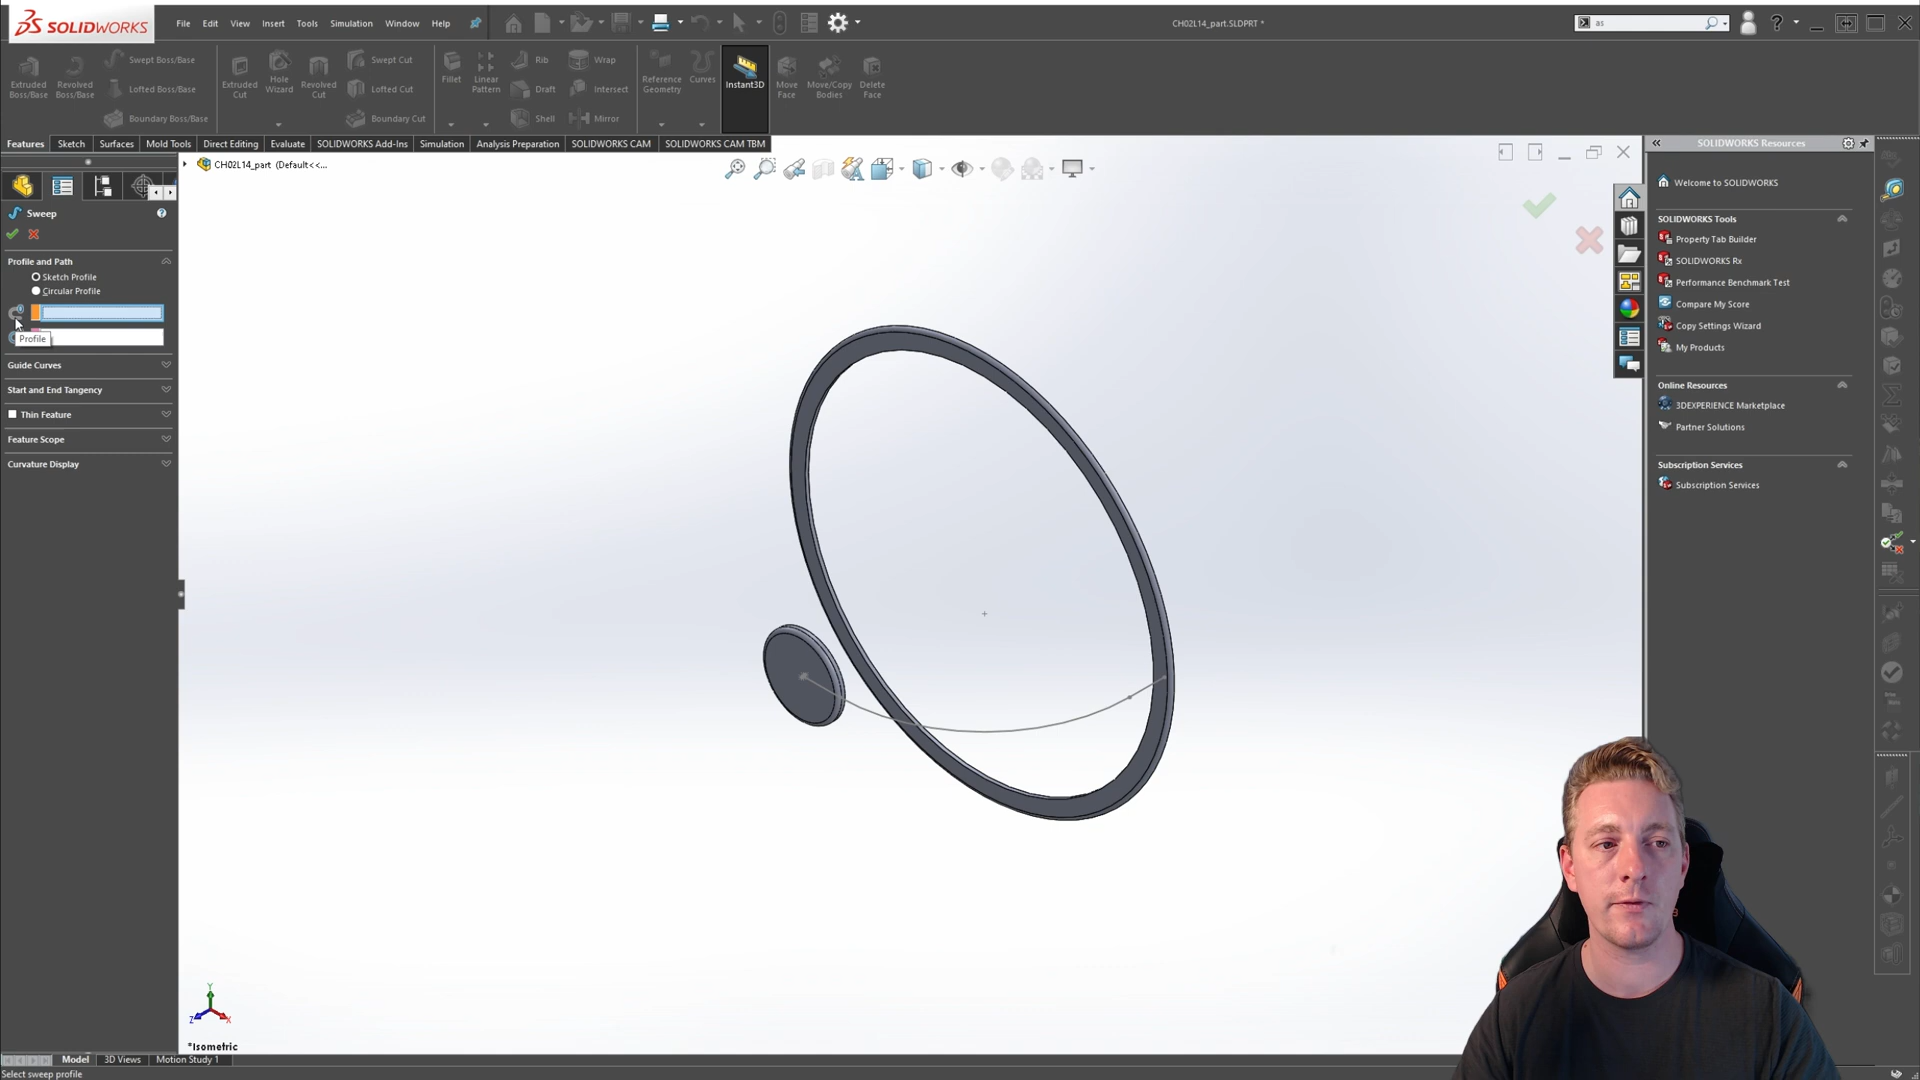 SOLIDWORKS
File Edit View Insert Tools Simulation Window Help
CH02L14_part.SLDPRT *
as
Extruded Boss/Base
Revolved Boss/Base
Swept Boss/Base
Lofted Boss/Base
Boundary Boss/Base
Extruded Cut
Hole Wizard
Revolved Cut
Swept Cut
Lofted Cut
Boundary Cut
Fillet
Linear Pattern
Rib
Draft
Shell
Wrap
Intersect
Mirror
Reference Geometry
Curves
Instant3D
Move Face
Move/Copy Bodies
Delete Face
Features Sketch Surfaces Mold Tools Direct Editing Evaluate SOLIDWORKS Add-Ins Simulation Analysis Preparation SOLIDWORKS CAM SOLIDWORKS CAM TBM
CH02L14_part (Default<<...
Sweep
Profile and Path
Sketch Profile
Circular Profile
Profile
Guide Curves
Start and End Tangency
Thin Feature
Feature Scope
Curvature Display
SOLIDWORKS Resources
Welcome to SOLIDWORKS
SOLIDWORKS Tools
Property Tab Builder
SOLIDWORKS Rx
Performance Benchmark Test
Compare My Score
Copy Settings Wizard
My Products
Online Resources
3DEXPERIENCE Marketplace
Partner Solutions
Subscription Services
Subscription Services
Y
Z X
*Isometric
Model 3D Views Motion Study 1
Select sweep profile